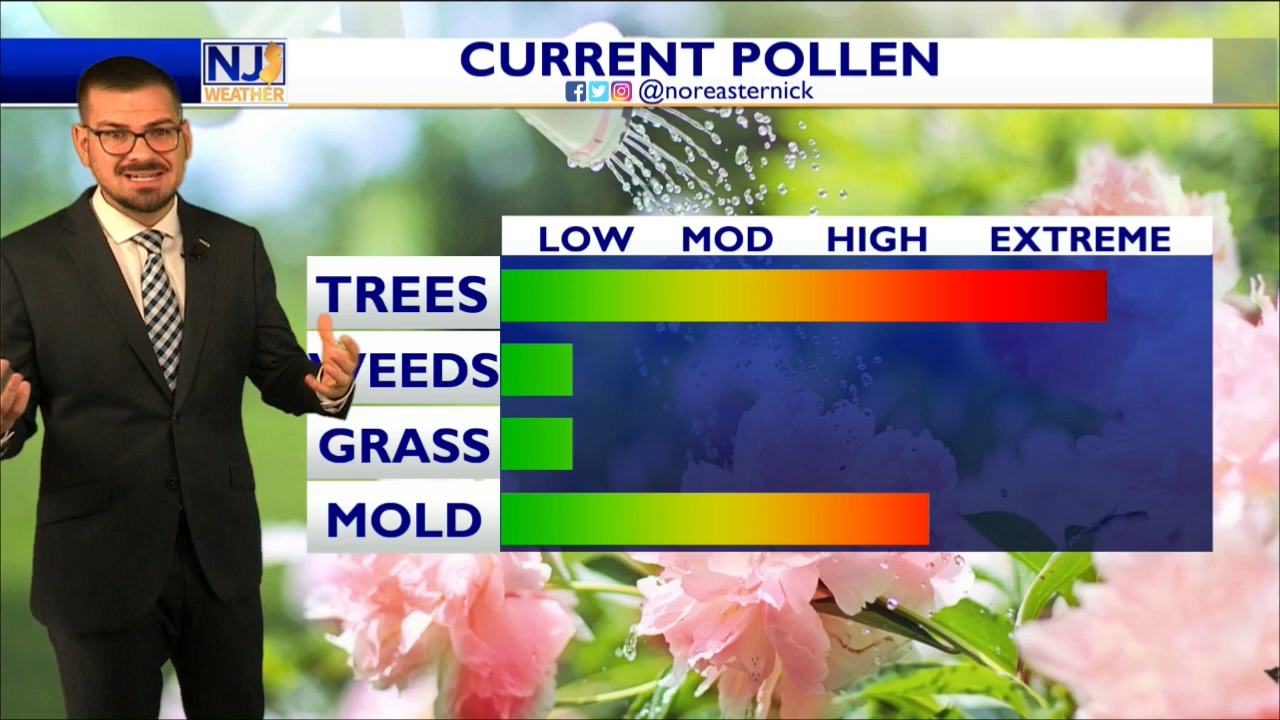 NJ
WEATHER
CURRENT POLLEN
@noreasternick
LOW MOD HIGH EXTREME
TREES
WEEDS
GRASS
MOLD